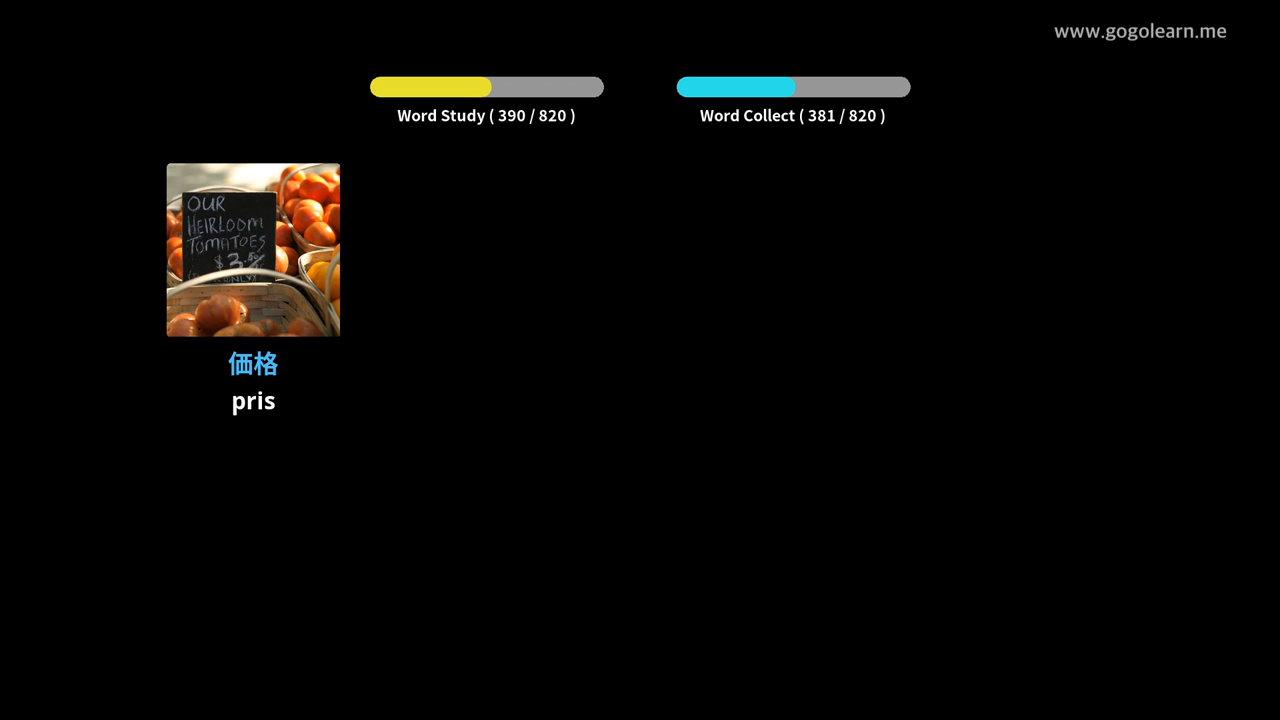 www.gogolearn.me
Word Study ( 390 / 820 )
Word Collect ( 381 / 820 )
OUR
HEIRLOOM
TOMATOES
価格
pris